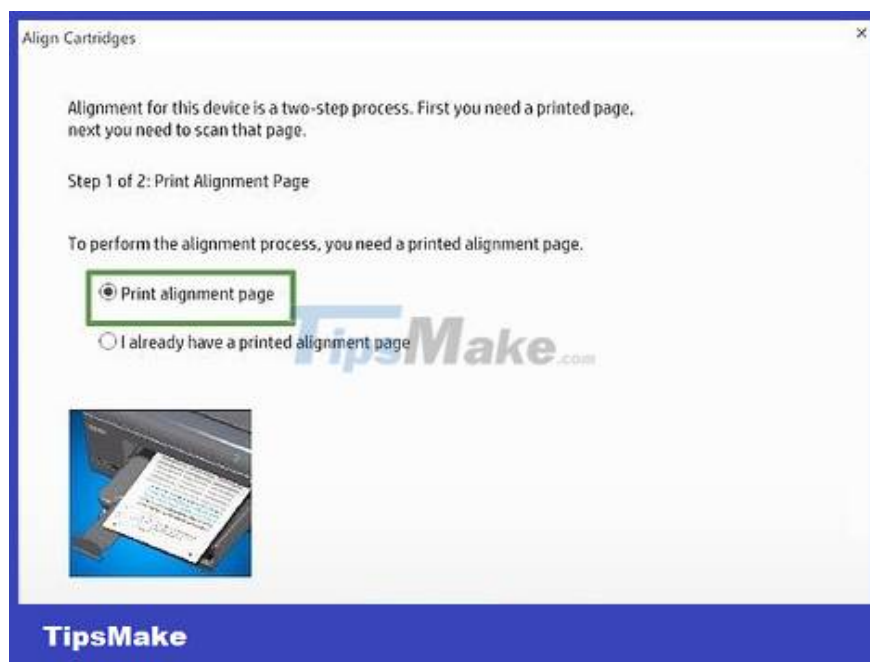 Align Cartridges
×
Alignment for this device is a two-step process. First you need a printed page,
next you need to scan that page.
Step 1 of 2: Print Alignment Page
To perform the alignment process, you need a printed alignment page.
Print alignment page
I already have a printed alignment page
TipsMake.com
TipsMake